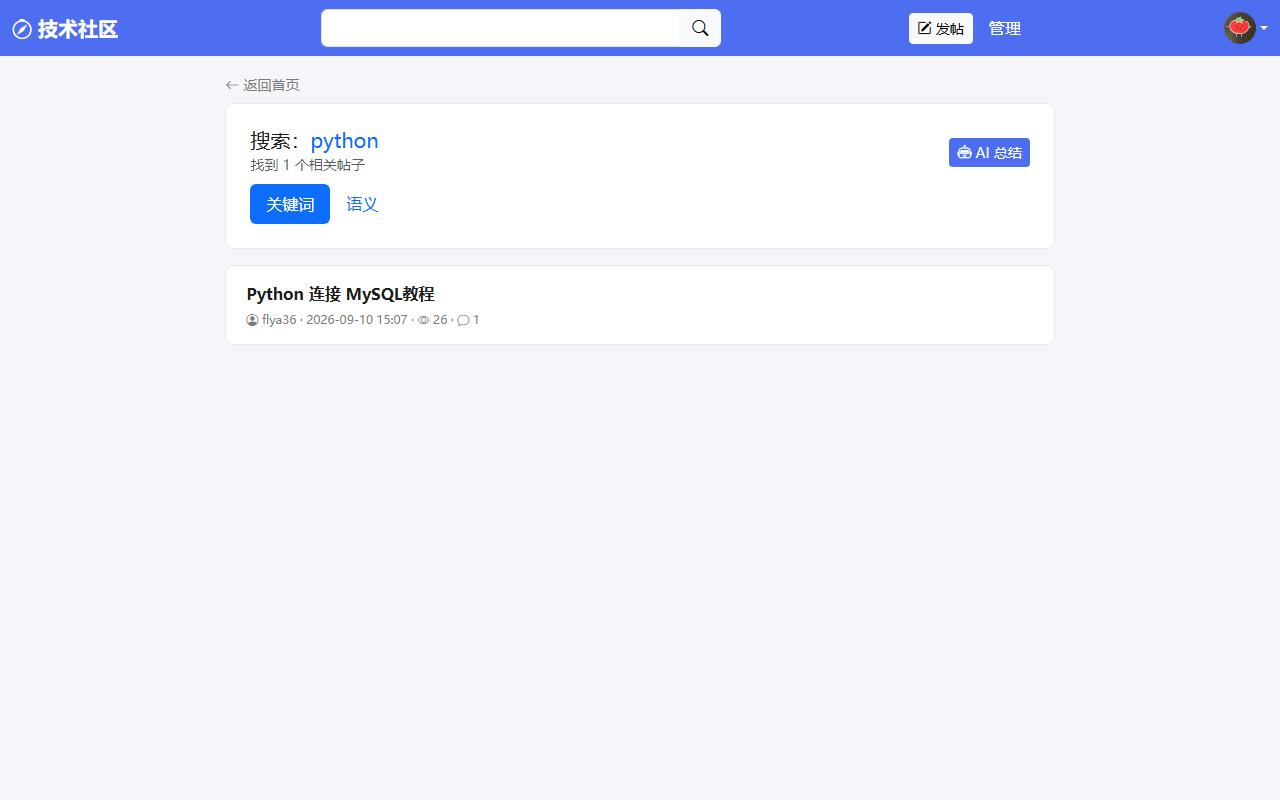 技术社区
发帖
管理
返回首页
搜索：python
找到 1 个相关帖子
AI 总结
关键词
语义
Python 连接 MySQL教程
flya36 · 2026-09-10 15:07 · 26 · 1